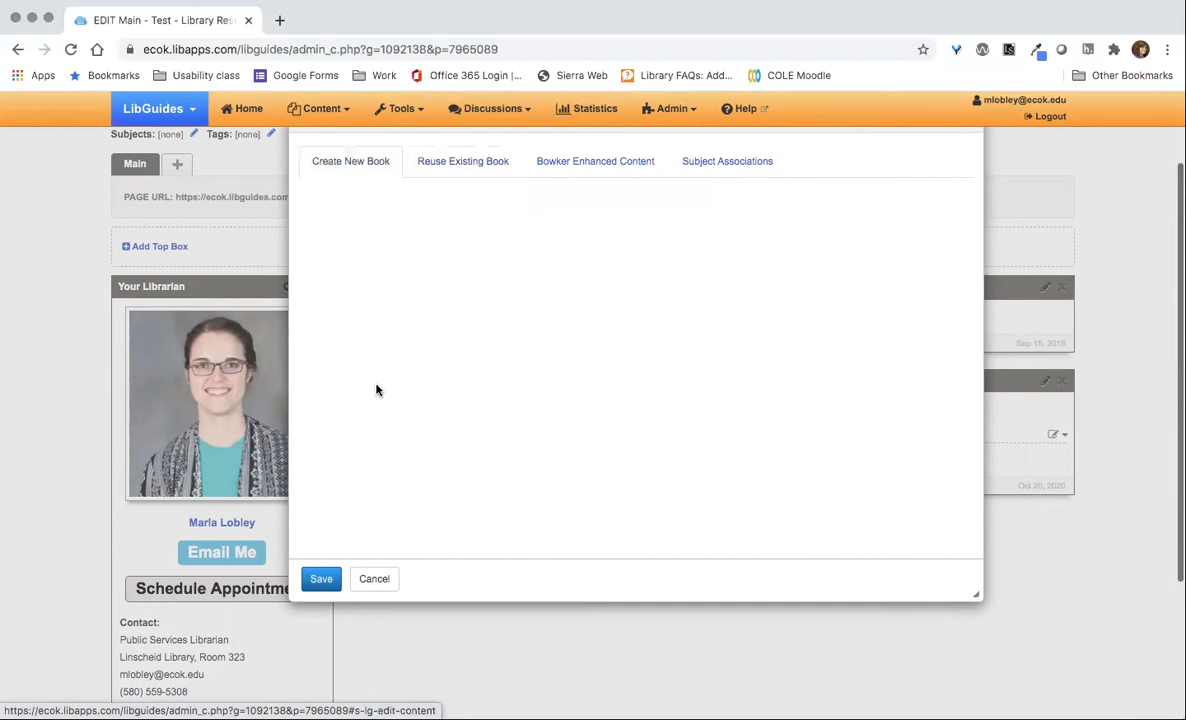 EDIT Main - Test - Library Res
ecok.libapps.com/libguides/admin_c.php?g=1092138&p=7965089
Apps Bookmarks Usability class Google Forms Work Office 365 Login |... Sierra Web Library FAQs: Add... COLE Moodle Other Bookmarks
LibGuides Home Content Tools Discussions Statistics Admin Help
mlobley@ecok.edu
Logout
Subjects: [none] Tags: [none]
Main
Create New Book Reuse Existing Book Bowker Enhanced Content Subject Associations
PAGE URL: https://ecok.libguides.com
Add Top Box
Your Librarian
Sep 15, 2016
Oct 20, 2020
Marla Lobley
Email Me
Schedule Appointme
Save Cancel
Contact:
Public Services Librarian
Linscheid Library, Room 323
mlobley@ecok.edu
(580) 559-5308
https://ecok.libapps.com/libguides/admin_c.php?g=1092138&p=7965089#s-lg-edit-content